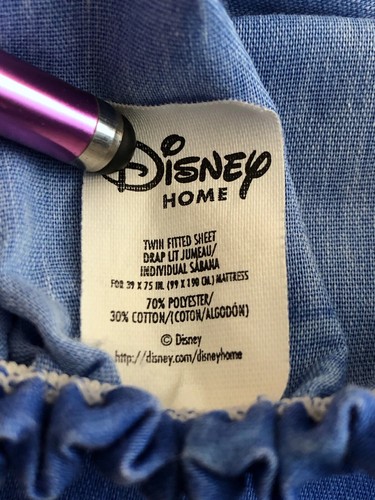 Disney
HOME
TWIN FITTED SHEET
DRAP LIT JUMEAU/
INDIVIDUAL SÁBANA
FOR 39 X 75 IN. (99 X 190 CM.) MATTRESS
70% POLYESTER/
30% COTTON/(COTON/ALGODÓN)
© Disney
http://disney.com/disneyhome